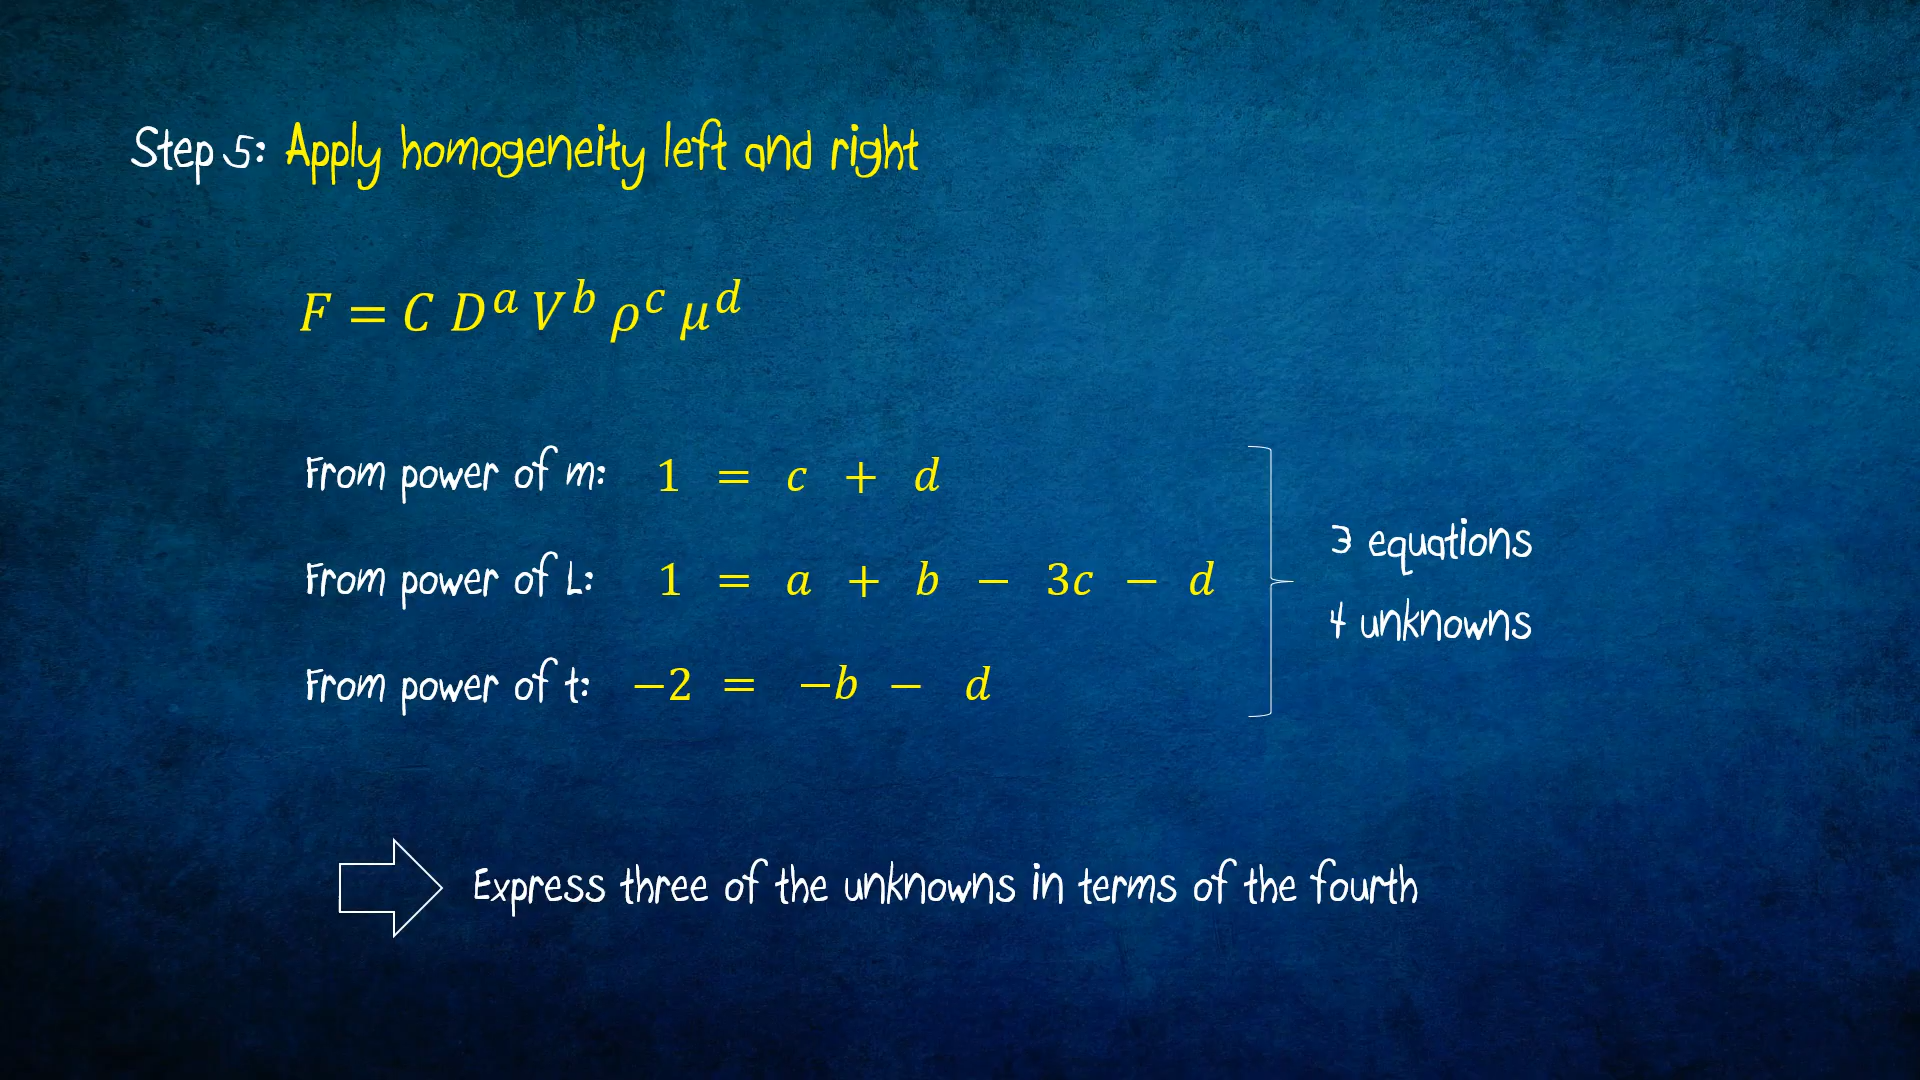 Step 5: Apply homogeneity left and right
F = C D^a V^b ρ^c μ^d
From power of m: 1 = c + d
From power of L: 1 = a + b − 3c − d
From power of t: −2 = −b − d
3 equations
4 unknowns
Express three of the unknowns in terms of the fourth